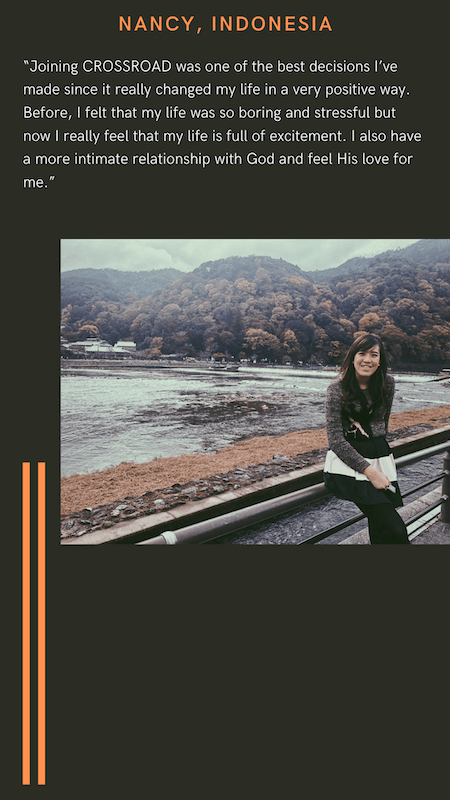 NANCY, INDONESIA
“Joining CROSSROAD was one of the best decisions I’ve
made since it really changed my life in a very positive way.
Before, I felt that my life was so boring and stressful but
now I really feel that my life is full of excitement. I also have
a more intimate relationship with God and feel His love for
me.”